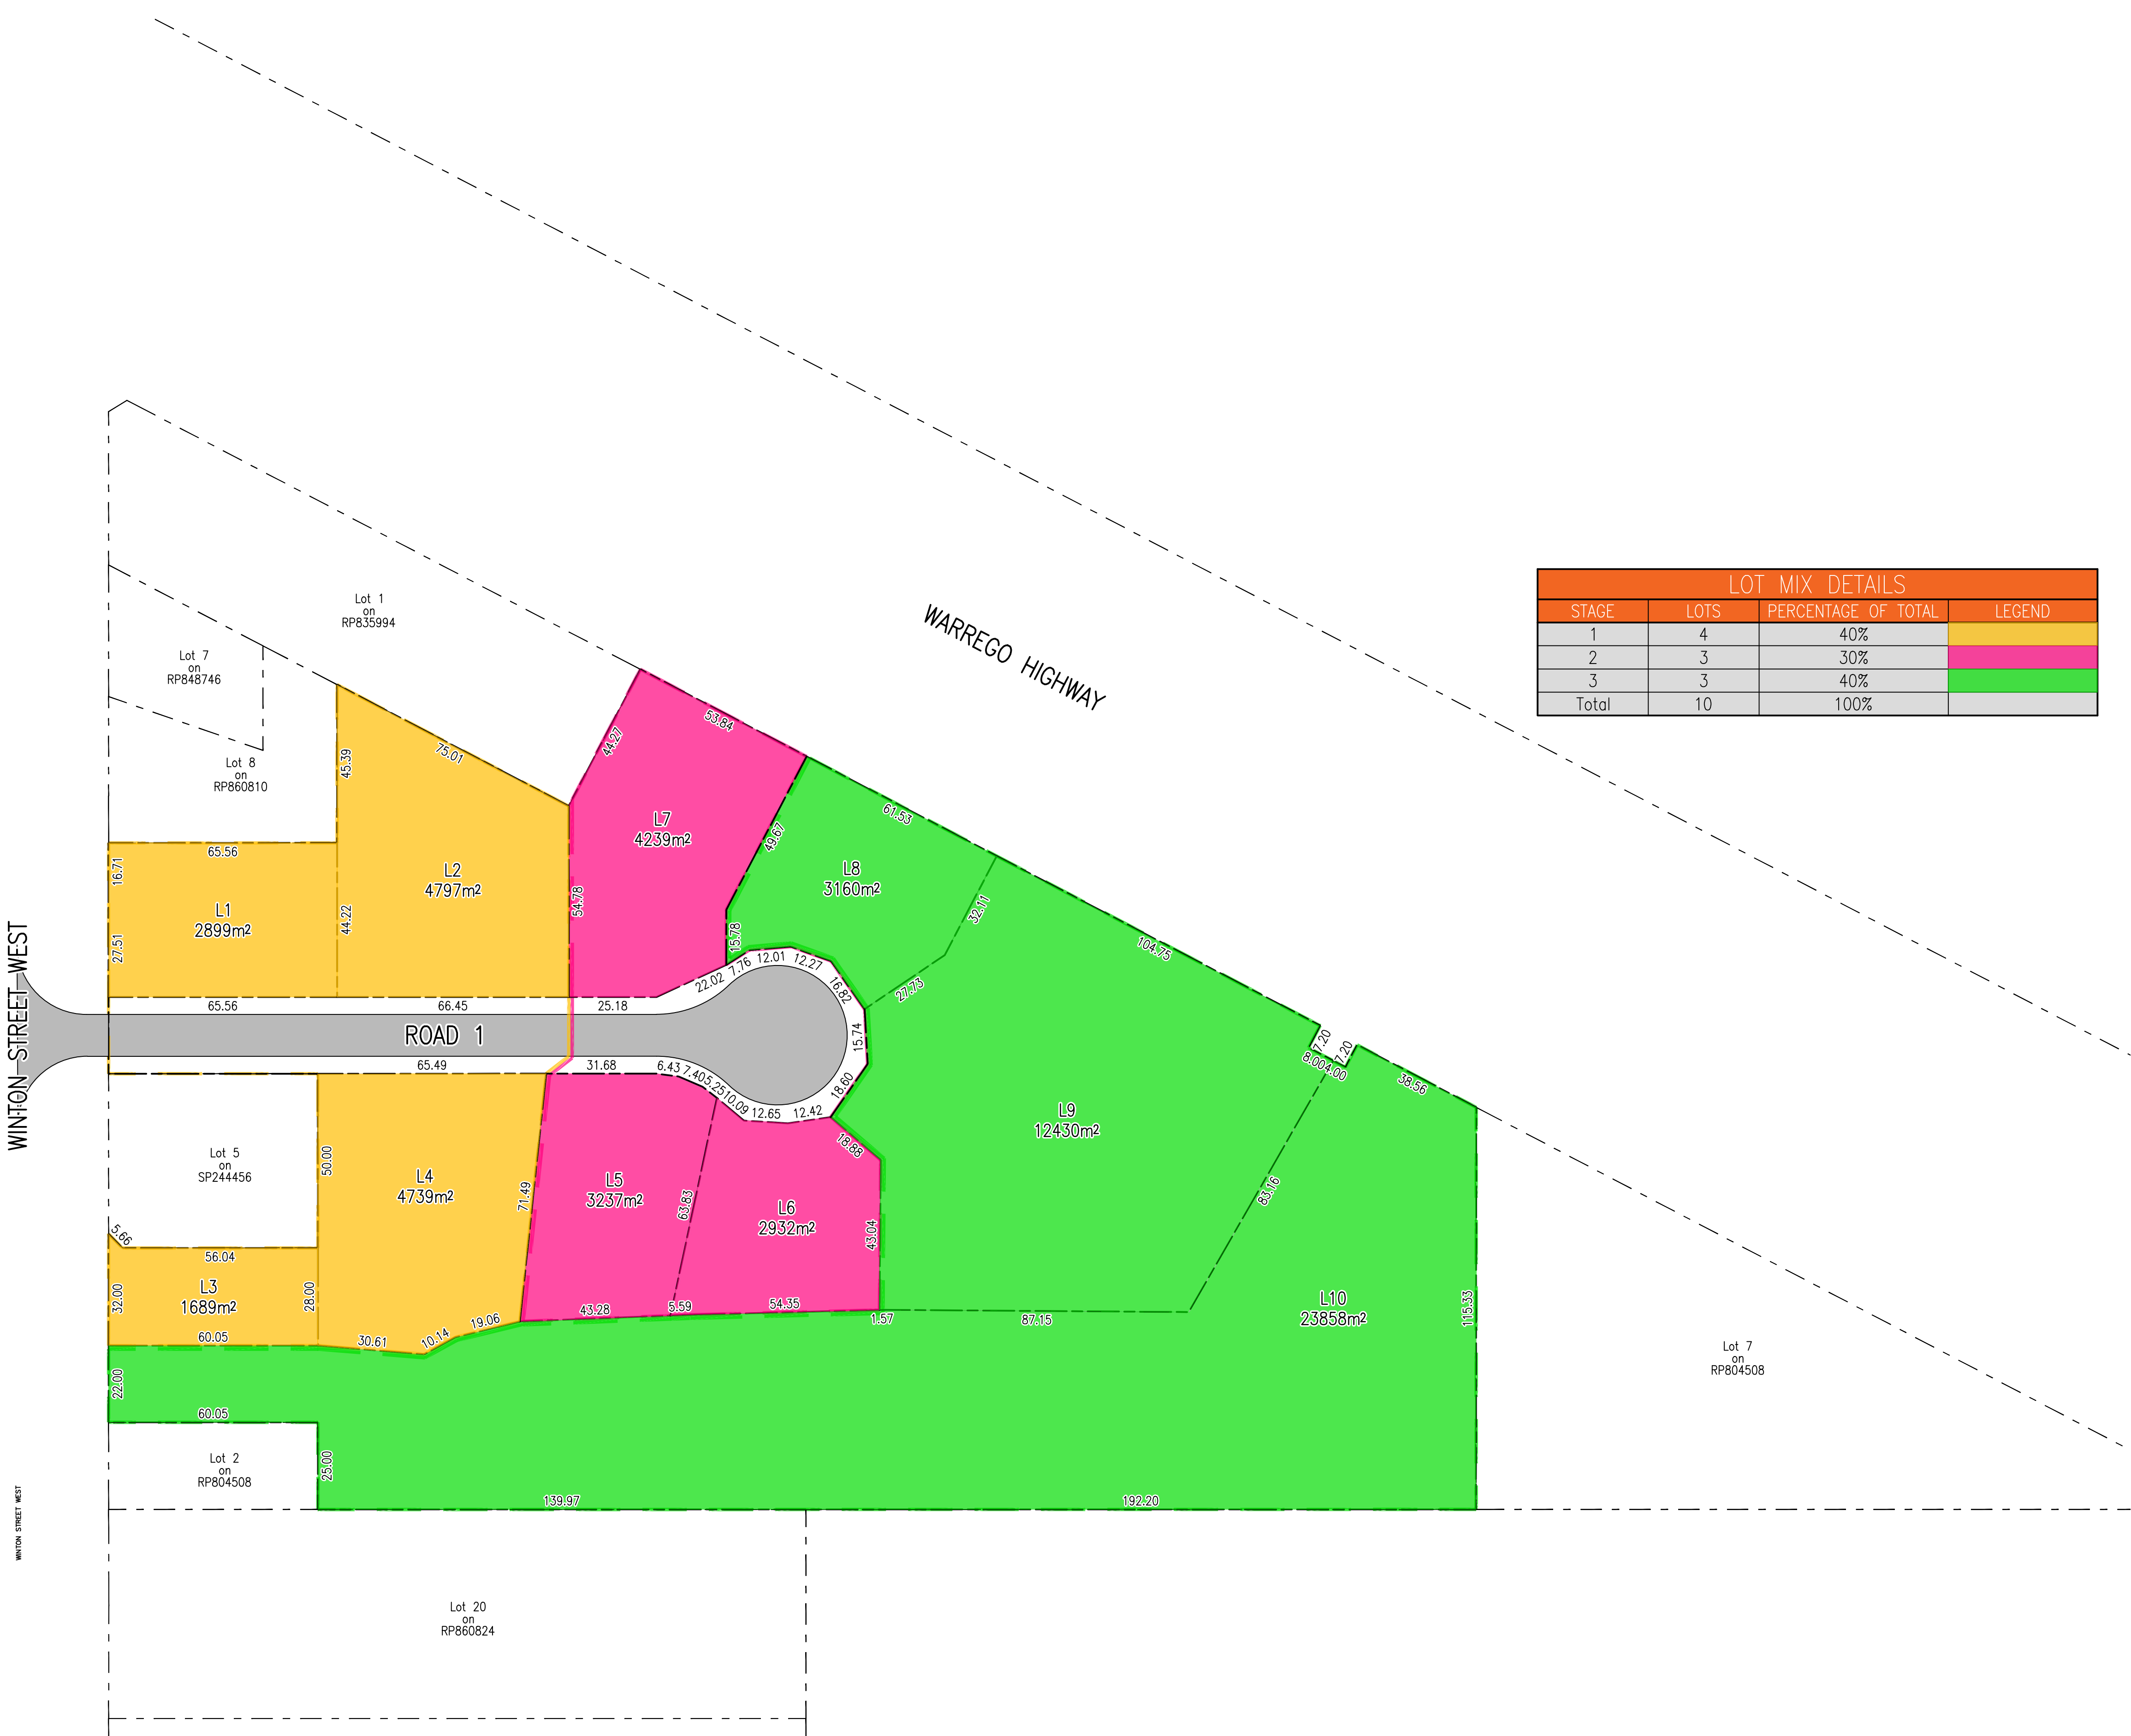 Lot 1
on
RP835994
WARREGO HIGHWAY
LOT MIX DETAILS
STAGE LOTS PERCENTAGE OF TOTAL LEGEND
1 4 40%
2 3 30%
3 3 40%
Total 10 100%
Lot 7
on
RP848746
Lot 8
on
RP860810
45.39
75.01
44.27
53.84
65.56
16.71
27.51
L1
2899m²
44.22
L2
4797m²
54.78
L7
4239m²
49.67
15.78
L8
3160m²
61.53
32.11
27.73
104.75
65.56
66.45
25.18
22.02
7.76
12.01
12.27
16.82
15.74
18.60
WINTON STREET WEST
ROAD 1
65.49
31.68
6.43
7.40
5.25
10.09
12.65
12.42
18.88
7.20
7.20
8.00
4.00
38.56
Lot 5
on
SP244456
50.00
L4
4739m²
71.49
L5
3237m²
63.83
L6
2932m²
43.04
L9
12430m²
83.16
5.66
56.04
L3
1689m²
32.00
28.00
60.05
30.61
10.14
19.06
43.28
5.59
54.35
1.57
87.15
L10
23858m²
115.33
Lot 7
on
RP804508
22.00
60.05
Lot 2
on
RP804508
25.00
139.97
192.20
WINTON STREET WEST
Lot 20
on
RP860824